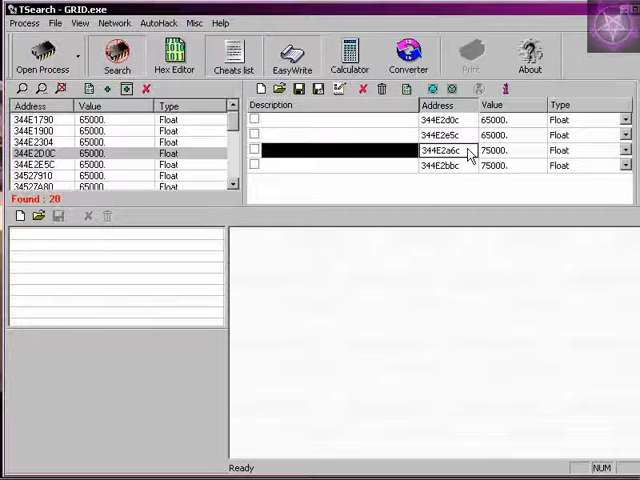 TSearch - GRID.exe
Process File View Network AutoHack Misc Help
Open Process Search Hex Editor Cheats list EasyWrite Calculator Converter Print About
Address Value Type
344E1790 65000. Float
344E1900 65000. Float
344E2304 65000. Float
344E2D0C 65000. Float
344E2E5C 65000. Float
34527910 65000. Float
34527A80 65000. Float
Found : 20
Description Address Value Type
344E2d0c 65000. Float
344E2e5c 65000. Float
344E2a6c 75000. Float
344E2bbc 75000. Float
Ready NUM